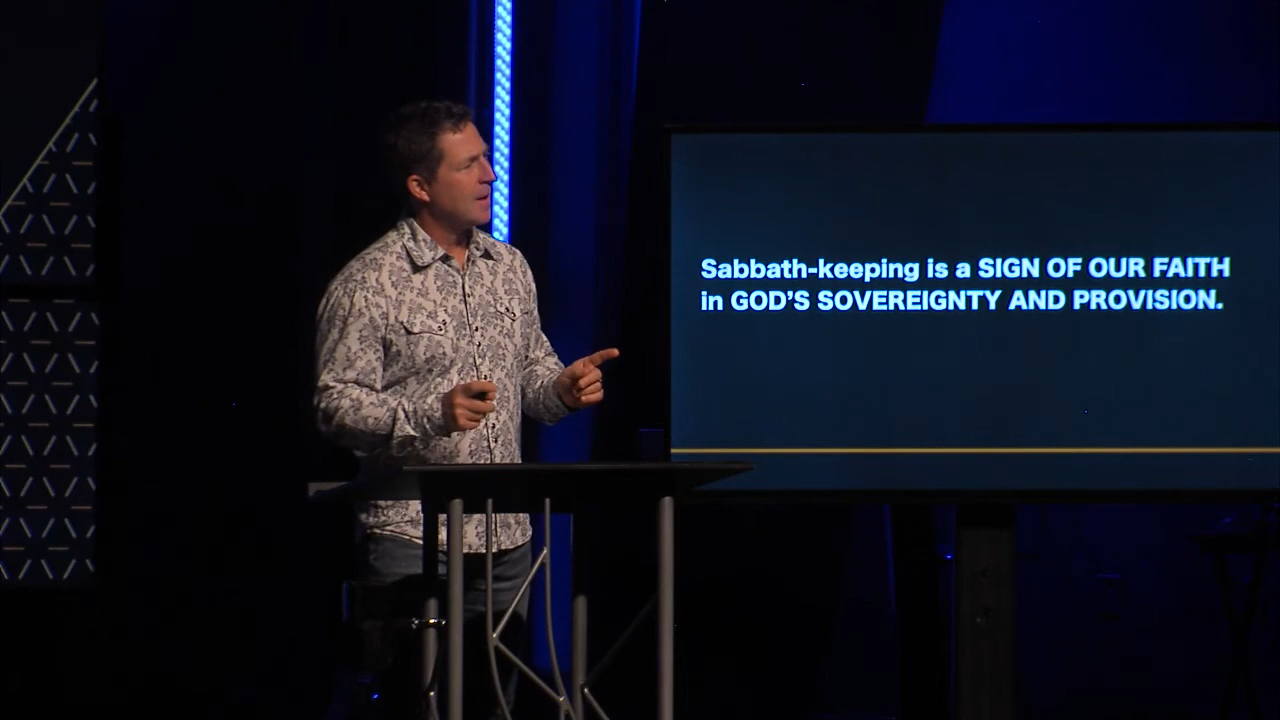 Sabbath-keeping is a SIGN OF OUR FAITH
in GOD’S SOVEREIGNTY AND PROVISION.